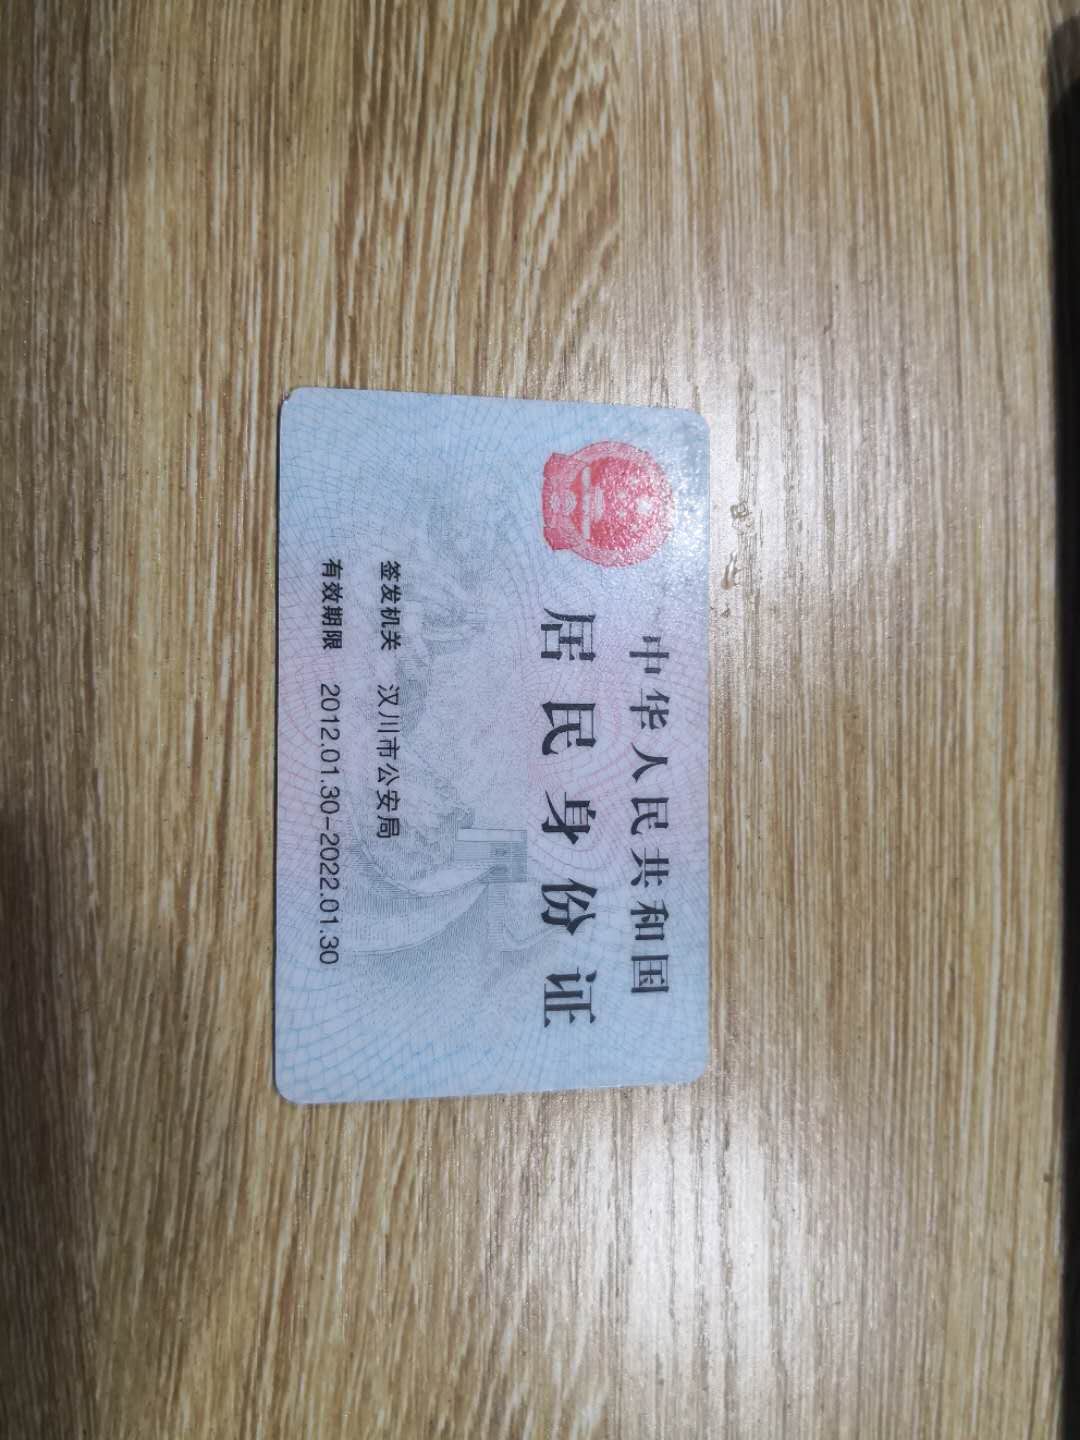 中华人民共和国
居民身份证
签发机关 汉川市公安局
有效期限 2012.01.30-2022.01.30